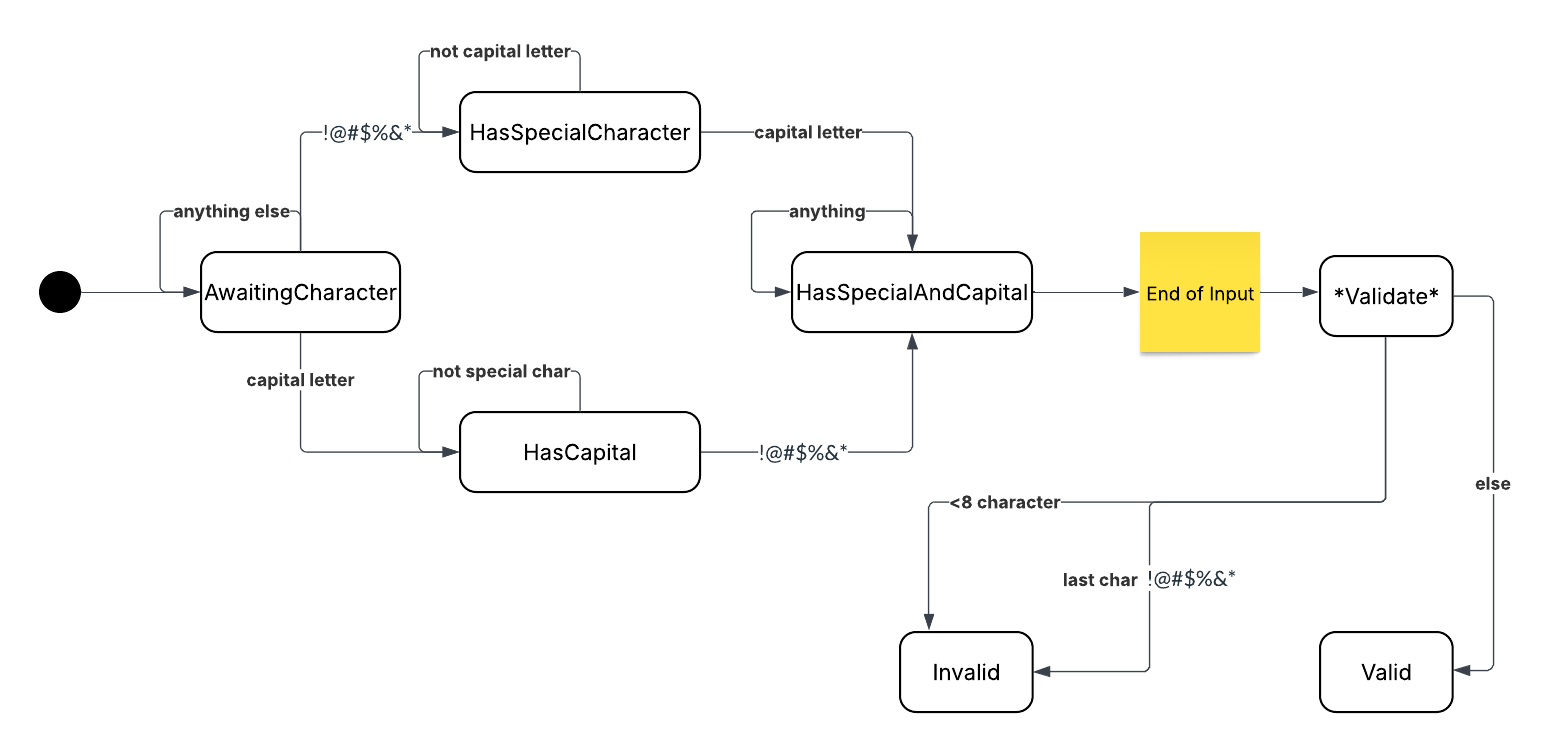 not capital letter
!@#$%&*
HasSpecialCharacter
capital letter
anything else
anything
AwaitingCharacter
HasSpecialAndCapital
End of Input
*Validate*
capital letter
not special char
HasCapital
!@#$%&*
else
<8 character
last char !@#$%&*
Invalid
Valid